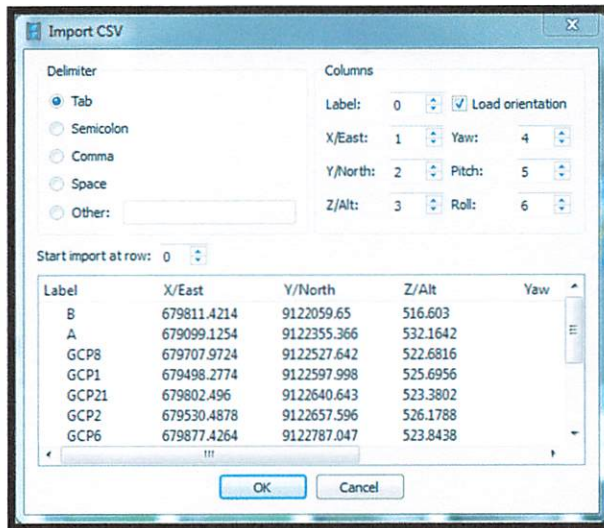 Import CSV
Delimiter
Tab
Semicolon
Comma
Space
Other:
Columns
Label: 0 Load orientation
X/East: 1 Yaw: 4
Y/North: 2 Pitch: 5
Z/Alt: 3 Roll: 6
Start import at row: 0
Label X/East Y/North Z/Alt Yaw
B 679811.4214 9122059.65 516.603
A 679099.1254 9122355.366 532.1642
GCP8 679707.9724 9122527.642 522.6816
GCP1 679498.2774 9122597.998 525.6956
GCP21 679802.496 9122640.643 523.3802
GCP2 679530.4878 9122657.596 526.1788
GCP6 679877.4264 9122787.047 523.8438
OK Cancel